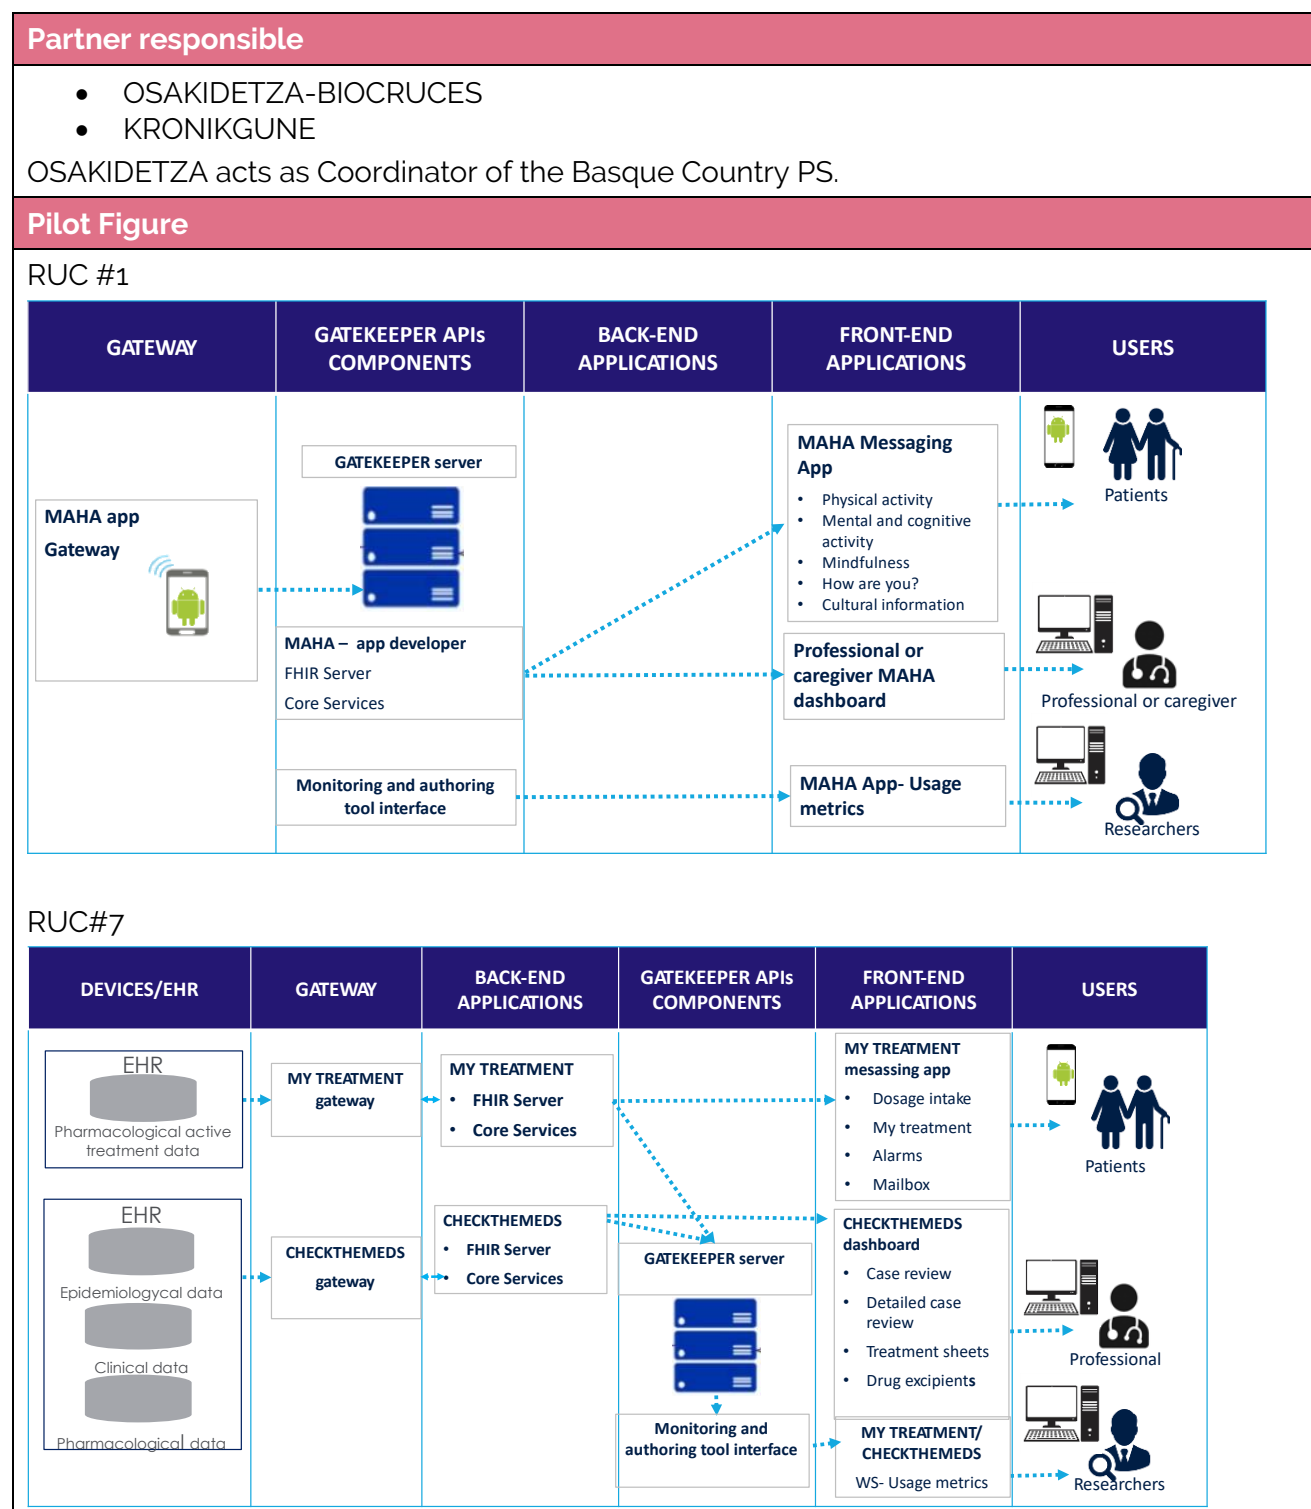 Partner responsible
• OSAKIDETZA-BIOCRUCES
• KRONIKGUNE
OSAKIDETZA acts as Coordinator of the Basque Country PS.
Pilot Figure
RUC #1
GATEWAY
GATEKEEPER APIs
COMPONENTS
BACK-END
APPLICATIONS
FRONT-END
APPLICATIONS
USERS
MAHA app
Gateway
GATEKEEPER server
MAHA – app developer
FHIR Server
Core Services
Monitoring and authoring
tool interface
MAHA Messaging
App
• Physical activity
• Mental and cognitive
activity
• Mindfulness
• How are you?
• Cultural information
Professional or
caregiver MAHA
dashboard
MAHA App- Usage
metrics
Patients
Professional or caregiver
Researchers
RUC#7
DEVICES/EHR
GATEWAY
BACK-END
APPLICATIONS
GATEKEEPER APIs
COMPONENTS
FRONT-END
APPLICATIONS
USERS
EHR
Pharmacological active
treatment data
EHR
Epidemiologycal data
Clinical data
Pharmacological data
MY TREATMENT
gateway
CHECKTHEMEDS
gateway
MY TREATMENT
• FHIR Server
• Core Services
CHECKTHEMEDS
• FHIR Server
• Core Services
GATEKEEPER server
Monitoring and
authoring tool interface
MY TREATMENT
mesassing app
• Dosage intake
• My treatment
• Alarms
• Mailbox
CHECKTHEMEDS
dashboard
• Case review
• Detailed case
review
• Treatment sheets
• Drug excipients
MY TREATMENT/
CHECKTHEMEDS
WS- Usage metrics
Patients
Professional
Researchers